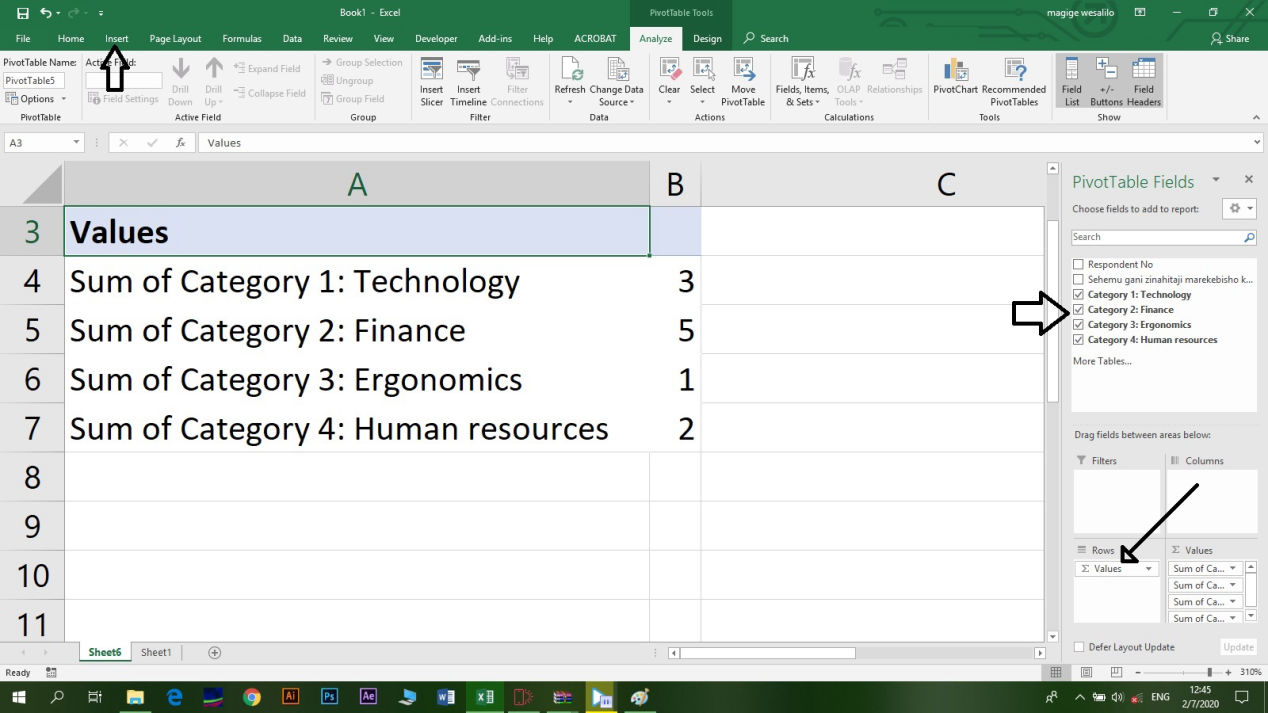 Book1 - Excel
PivotTable Tools
magige wesalilo
File Home Insert Page Layout Formulas Data Review View Developer Add-ins Help ACROBAT Analyze Design Search Share
PivotTable Name:
PivotTable5
Options
PivotTable
Active Field:
Field Settings
Drill Down
Drill Up
Expand Field
Collapse Field
Active Field
Group Selection
Ungroup
Group Field
Group
Insert Slicer
Insert Timeline
Filter Connections
Filter
Refresh
Change Data Source
Data
Clear
Select
Move PivotTable
Actions
Fields, Items, & Sets
OLAP Tools
Relationships
Calculations
PivotChart
Recommended PivotTables
Tools
Field List
+/- Buttons
Field Headers
Show
A3 fx Values
A B C
3 Values
4 Sum of Category 1: Technology 3
5 Sum of Category 2: Finance 5
6 Sum of Category 3: Ergonomics 1
7 Sum of Category 4: Human resources 2
8
9
10
11
PivotTable Fields
Choose fields to add to report:
Search
Respondent No
Sehemu gani zinahitaji marekebisho k...
Category 1: Technology
Category 2: Finance
Category 3: Ergonomics
Category 4: Human resources
More Tables...
Drag fields between areas below:
Filters
Columns
Rows
Σ Values
Σ Values
Sum of Ca...
Sum of Ca...
Sum of Ca...
Sum of Ca...
Defer Layout Update Update
Sheet6 Sheet1
Ready
310%
Ai Ps Ae
ENG
12:45
2/7/2020